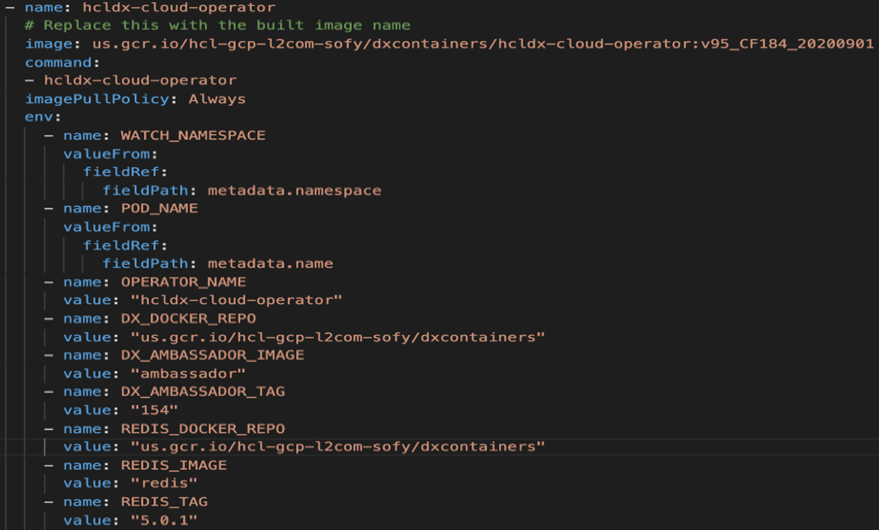 - name: hcldx-cloud-operator
# Replace this with the built image name
image: us.gcr.io/hcl-gcp-l2com-sofy/dxcontainers/hcldx-cloud-operator:v95_CF184_20200901
command:
- hcldx-cloud-operator
imagePullPolicy: Always
env:
- name: WATCH_NAMESPACE
valueFrom:
fieldRef:
fieldPath: metadata.namespace
- name: POD_NAME
valueFrom:
fieldRef:
fieldPath: metadata.name
- name: OPERATOR_NAME
value: "hcldx-cloud-operator"
- name: DX_DOCKER_REPO
value: "us.gcr.io/hcl-gcp-l2com-sofy/dxcontainers"
- name: DX_AMBASSADOR_IMAGE
value: "ambassador"
- name: DX_AMBASSADOR_TAG
value: "154"
- name: REDIS_DOCKER_REPO
value: "us.gcr.io/hcl-gcp-l2com-sofy/dxcontainers"
- name: REDIS_IMAGE
value: "redis"
- name: REDIS_TAG
value: "5.0.1"